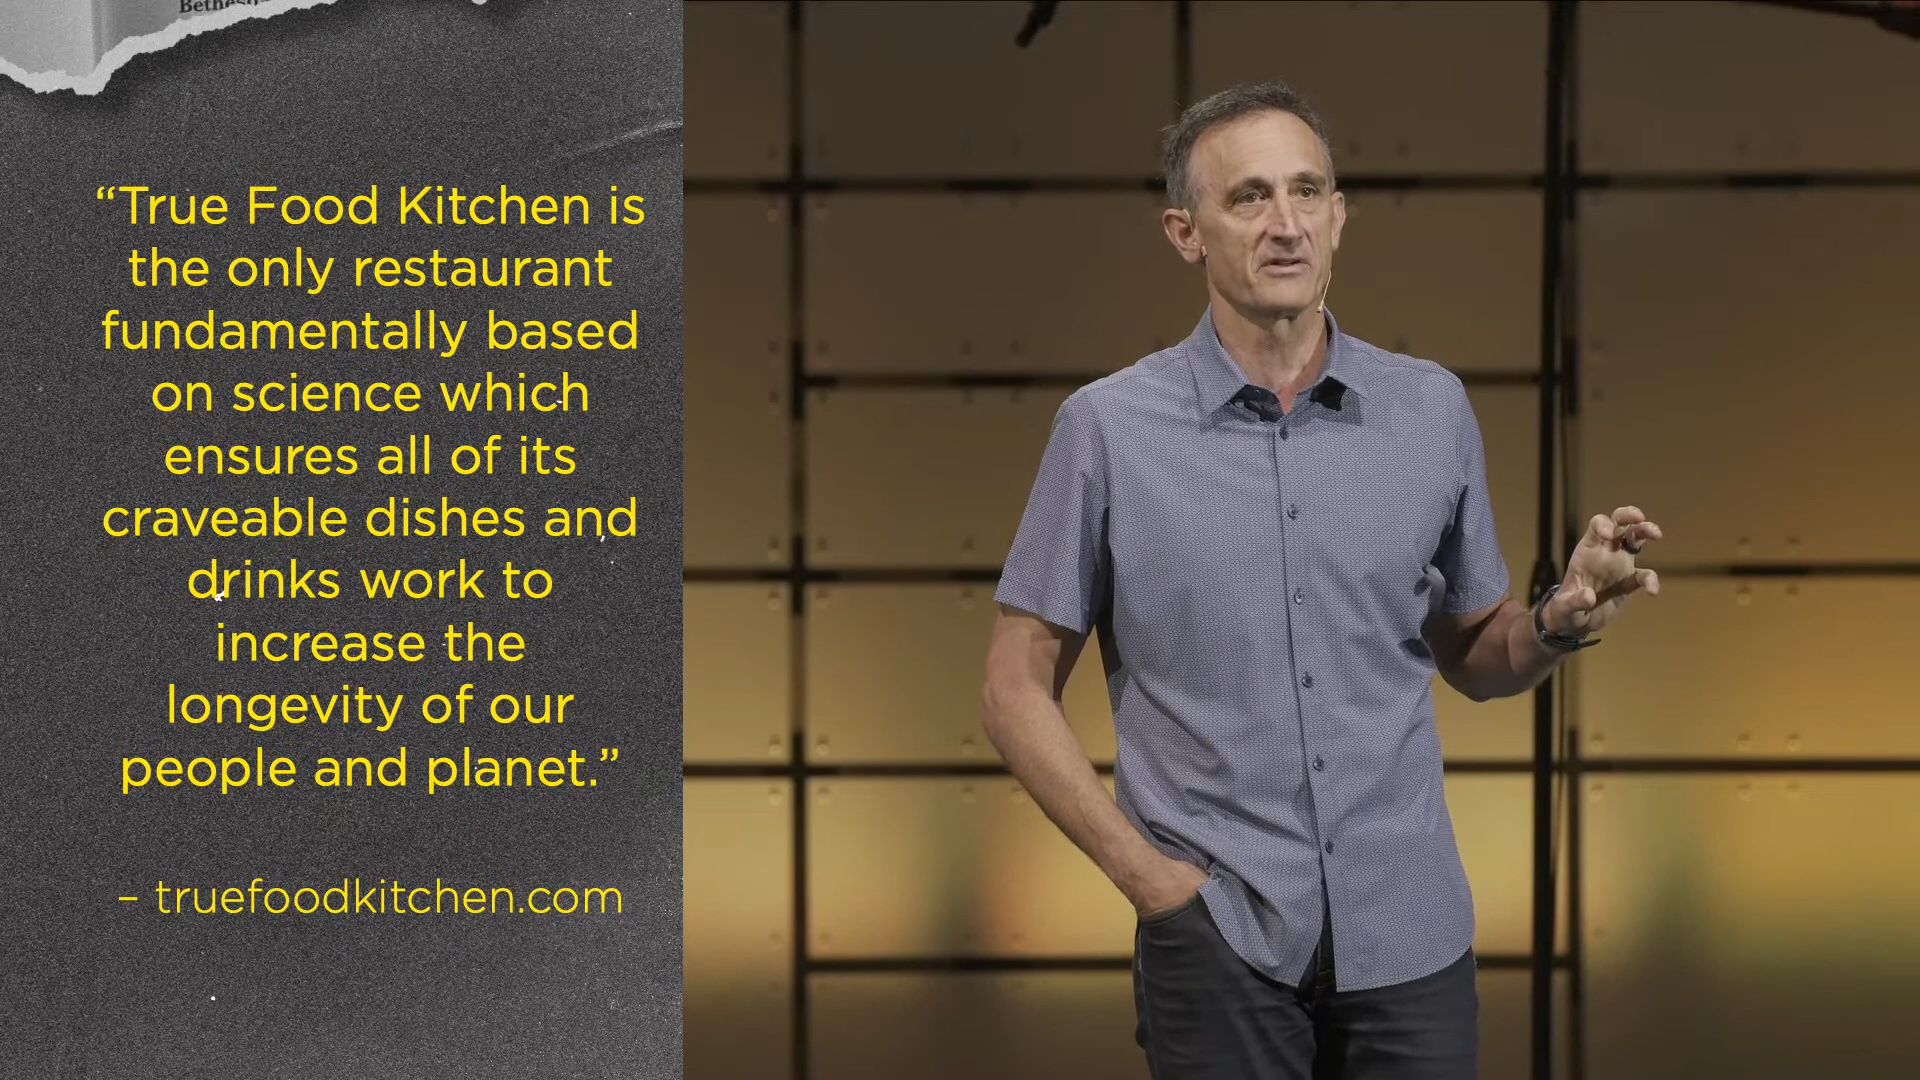 “True Food Kitchen is
the only restaurant
fundamentally based
on science which
ensures all of its
craveable dishes and
drinks work to
increase the
longevity of our
people and planet.”
– truefoodkitchen.com